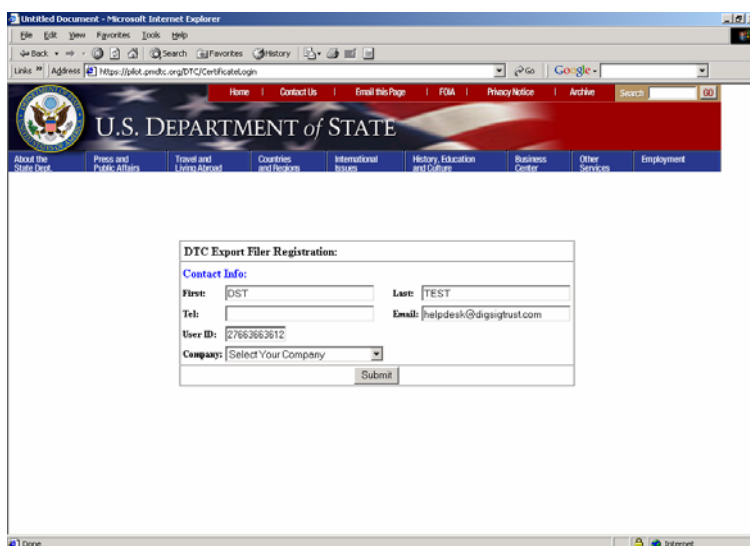 Untitled Document - Microsoft Internet Explorer
File Edit View Favorites Tools Help
Back Search Favorites History
Links » Address https://pilot.pmdtc.org/DTC/CertificateLogin Go Google
Home | Contact Us | Email this Page | FOIA | Privacy Notice | Archive Search GO
U.S. DEPARTMENT of STATE
About the State Dept. Press and Public Affairs Travel and Living Abroad Countries and Regions International Issues History, Education and Culture Business Center Other Services Employment
DTC Export Filer Registration:
Contact Info:
First: DST Last: TEST
Tel: Email: helpdesk@digsigtrust.com
User ID: 27663663612
Company: Select Your Company
Submit
Done Internet